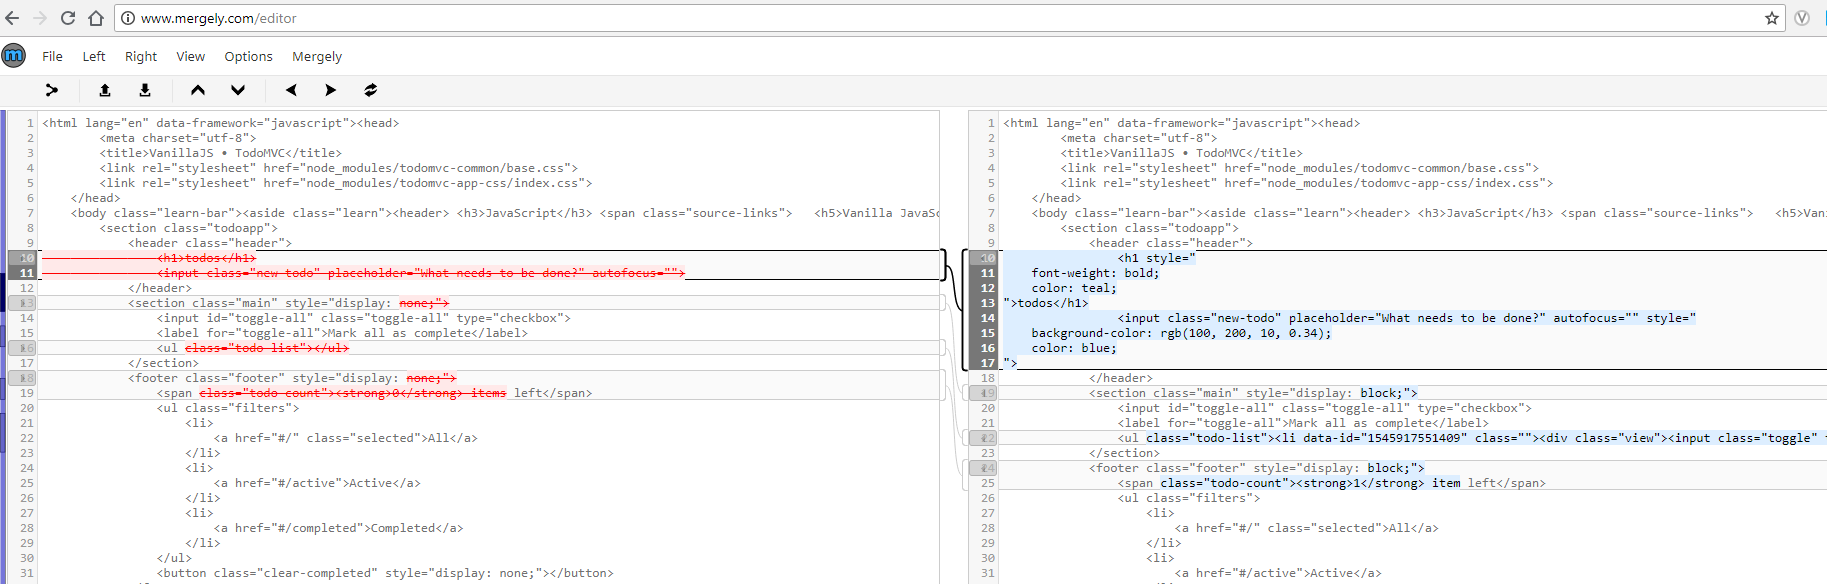 www.mergely.com/editor
m File Left Right View Options Mergely
1 <html lang="en" data-framework="javascript"><head>
2 <meta charset="utf-8">
3 <title>VanillaJS • TodoMVC</title>
4 <link rel="stylesheet" href="node_modules/todomvc-common/base.css">
5 <link rel="stylesheet" href="node_modules/todomvc-app-css/index.css">
6 </head>
7 <body class="learn-bar"><aside class="learn"><header> <h3>JavaScript</h3> <span class="source-links"> <h5>Vanilla JavaSc
8 <section class="todoapp">
9 <header class="header">
10 <h1>todos</h1>
11 <input class="new-todo" placeholder="What needs to be done?" autofocus="">
12 </header>
13 <section class="main" style="display: none;">
14 <input id="toggle-all" class="toggle-all" type="checkbox">
15 <label for="toggle-all">Mark all as complete</label>
16 <ul class="todo-list"></ul>
17 </section>
18 <footer class="footer" style="display: none;">
19 <span class="todo-count"><strong>0</strong> items left</span>
20 <ul class="filters">
21 <li>
22 <a href="#/" class="selected">All</a>
23 </li>
24 <li>
25 <a href="#/active">Active</a>
26 </li>
27 <li>
28 <a href="#/completed">Completed</a>
29 </li>
30 </ul>
31 <button class="clear-completed" style="display: none;"></button>
1 <html lang="en" data-framework="javascript"><head>
2 <meta charset="utf-8">
3 <title>VanillaJS • TodoMVC</title>
4 <link rel="stylesheet" href="node_modules/todomvc-common/base.css">
5 <link rel="stylesheet" href="node_modules/todomvc-app-css/index.css">
6 </head>
7 <body class="learn-bar"><aside class="learn"><header> <h3>JavaScript</h3> <span class="source-links"> <h5>Vani
8 <section class="todoapp">
9 <header class="header">
10 <h1 style="
11 font-weight: bold;
12 color: teal;
13 ">todos</h1>
14 <input class="new-todo" placeholder="What needs to be done?" autofocus="" style="
15 background-color: rgb(100, 200, 10, 0.34);
16 color: blue;
17 ">
18 </header>
19 <section class="main" style="display: block;">
20 <input id="toggle-all" class="toggle-all" type="checkbox">
21 <label for="toggle-all">Mark all as complete</label>
22 <ul class="todo-list"><li data-id="1545917551409" class=""><div class="view"><input class="toggle"
23 </section>
24 <footer class="footer" style="display: block;">
25 <span class="todo-count"><strong>1</strong> item left</span>
26 <ul class="filters">
27 <li>
28 <a href="#/" class="selected">All</a>
29 </li>
30 <li>
31 <a href="#/active">Active</a>